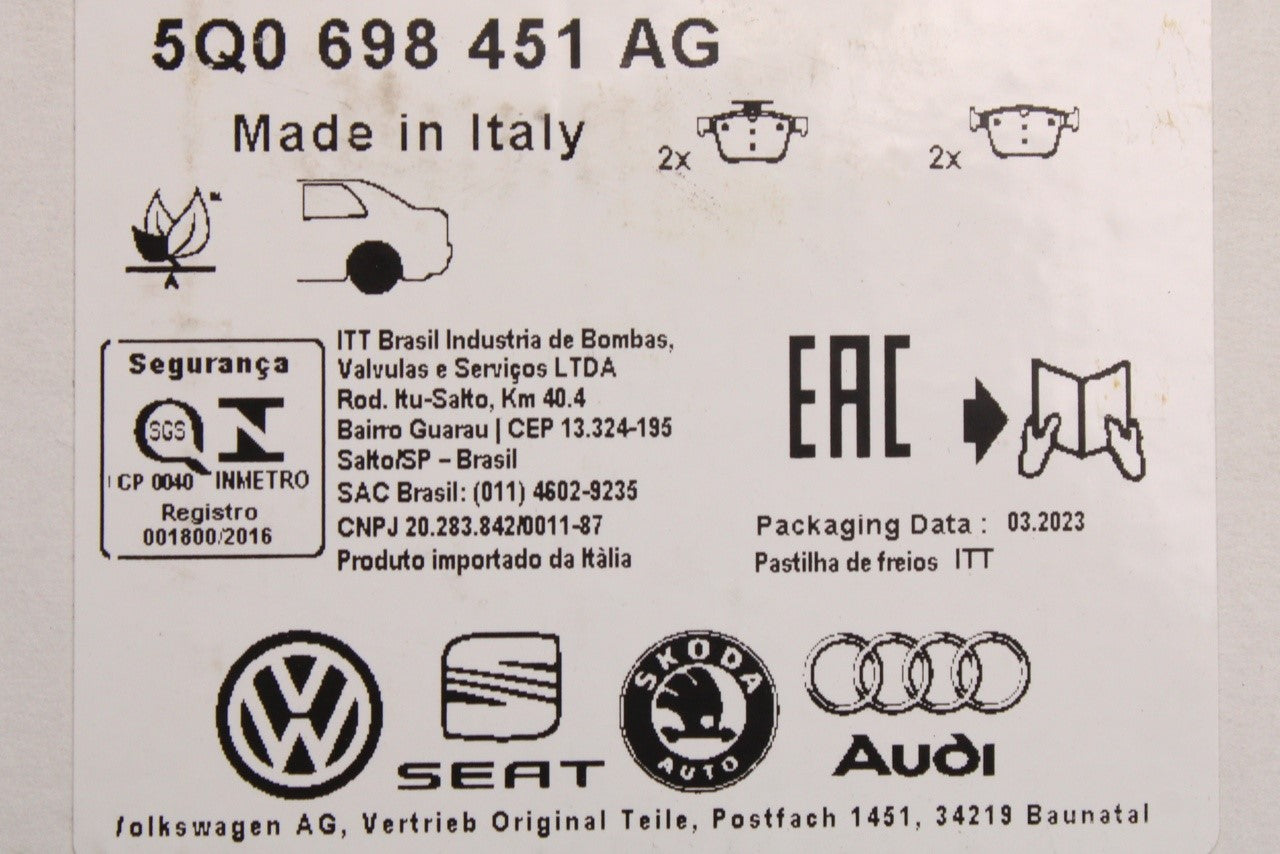 5Q0 698 451 AG
Made in Italy
2x
2x
Segurança
SGS
CP 0040 INMETRO
Registro
001800/2016
ITT Brasil Industria de Bombas,
Valvulas e Serviços LTDA
Rod. Itu-Salto, Km 40.4
Bairro Guarau | CEP 13.324-195
Salto/SP – Brasil
SAC Brasil: (011) 4602-9235
CNPJ 20.283.842/0011-87
Produto importado da Itàlia
EAC
Packaging Data : 03.2023
Pastilha de freios ITT
VW
SEAT
SKODA
AUTO
Audi
Volkswagen AG, Vertrieb Original Teile, Postfach 1451, 34219 Baunatal